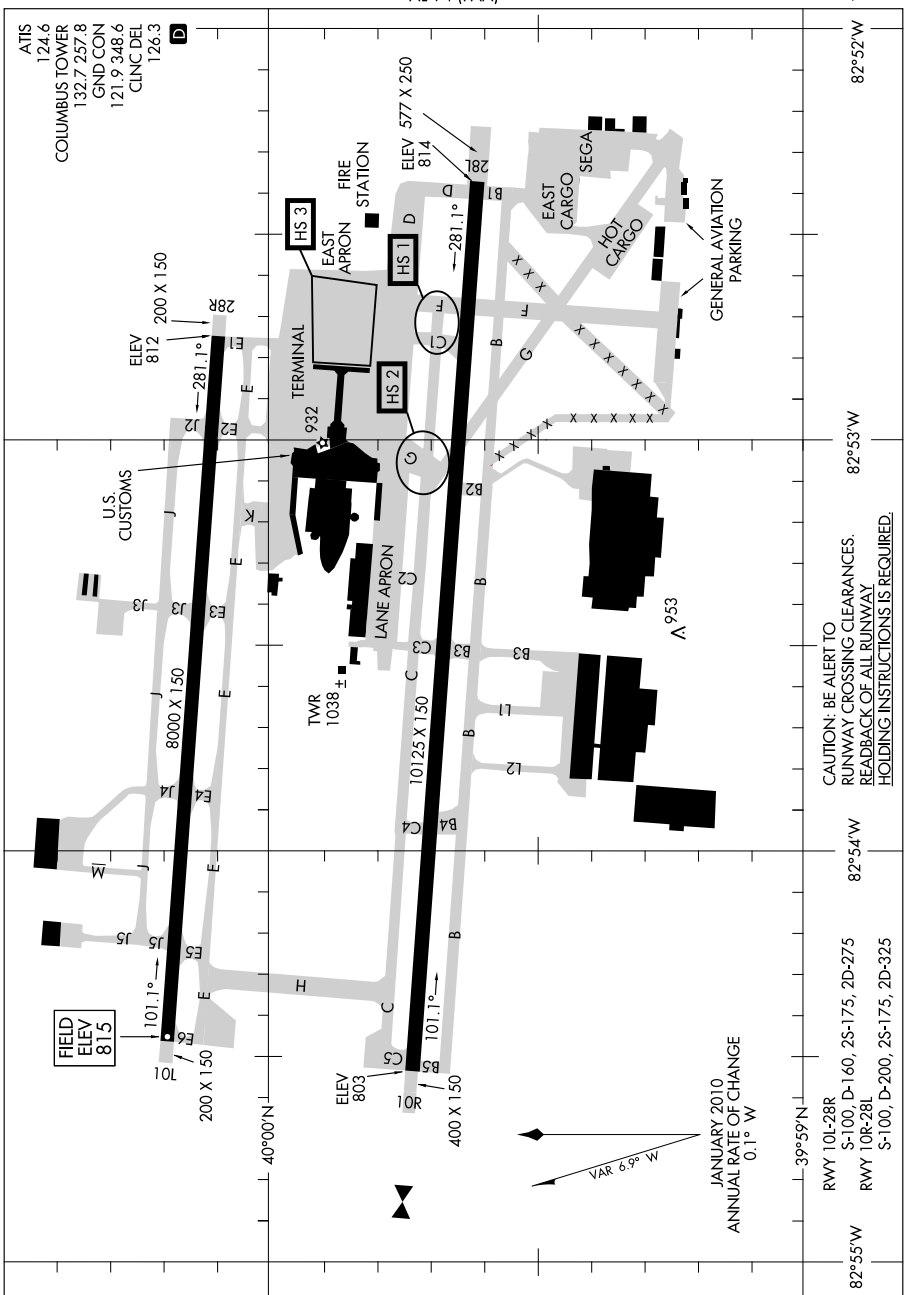 ATIS
124.6
COLUMBUS TOWER
132.7 257.8
GND CON
121.9 348.6
CLNC DEL
126.3
D
82°52'W
577 X 250
ELEV
814
28L
B1
D
D
281.1°
FIRE
STATION
HS 3
EAST
APRON
HS 1
F
C1
SEGA
EAST
CARGO
HOT
CARGO
GENERAL AVIATION
PARKING
F
B
G
X X X
X X X X X X
X X X X X X X
200 X 150
28R
ELEV
812
281.1°
E1
E
J2
E2
TERMINAL
932
HS 2
G
82°53'W
82°53'W
U.S.
CUSTOMS
J
K
E
B2
C2
B
LANE APRON
J3
J3
E3
C3
C
B3
B3
953
TWR
1038 ±
8000 X 150
J
E
10125 X 150
L1
B
L2
J4
E4
C4
B4
82°54'W
M
J
E
B
J5
J5
E5
E
H
C
101.1°
101.1°
FIELD
ELEV
815
E6
10L
200 X 150
C5
B5
ELEV
803
10R
400 X 150
40°00'N
39°59'N
VAR 6.9° W
JANUARY 2010
ANNUAL RATE OF CHANGE
0.1° W
CAUTION: BE ALERT TO
RUNWAY CROSSING CLEARANCES.
READBACK OF ALL RUNWAY
HOLDING INSTRUCTIONS IS REQUIRED.
RWY 10L-28R
S-100, D-160, 2S-175, 2D-275
RWY 10R-28L
S-100, D-200, 2S-175, 2D-325
82°55'W